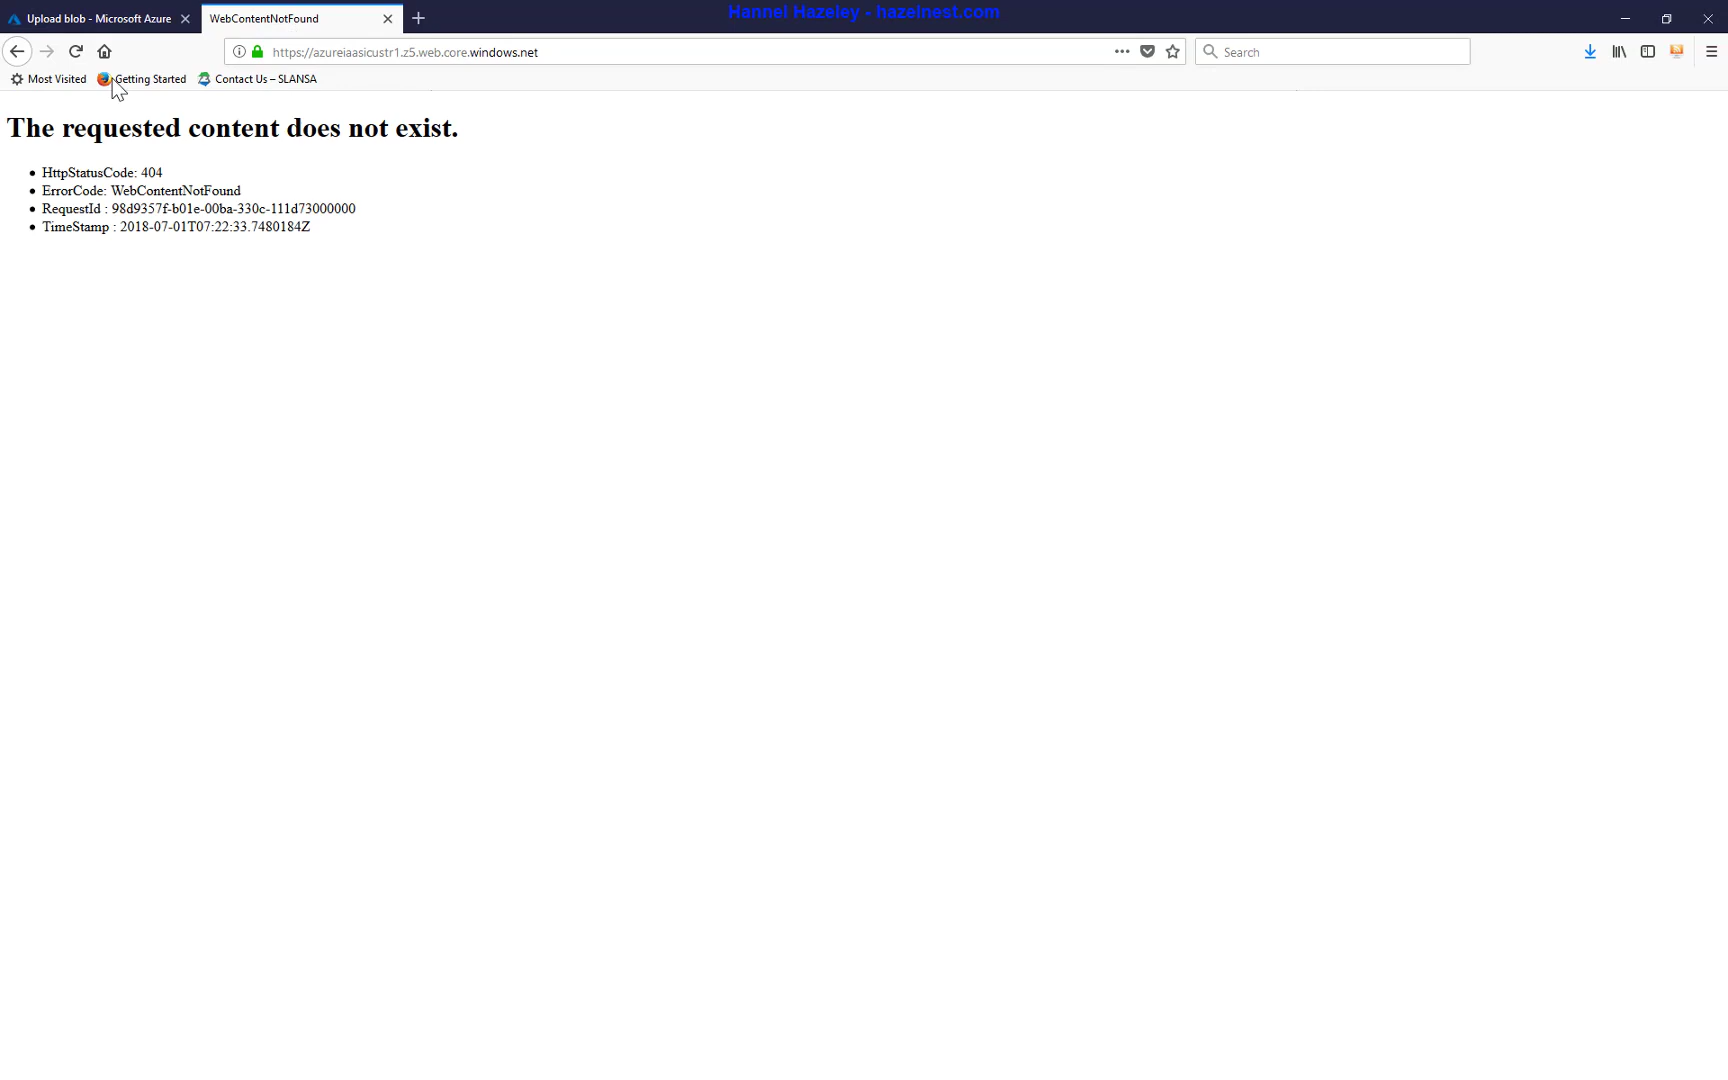 Upload blob - Microsoft Azure
WebContentNotFound
Hannel Hazeley - hazelnest.com
https://azureiaasicustr1.z5.web.core.windows.net
Search
Most Visited
Getting Started
Contact Us – SLANSA
The requested content does not exist.
• HttpStatusCode: 404
• ErrorCode: WebContentNotFound
• RequestId : 98d9357f-b01e-00ba-330c-111d73000000
• TimeStamp : 2018-07-01T07:22:33.7480184Z